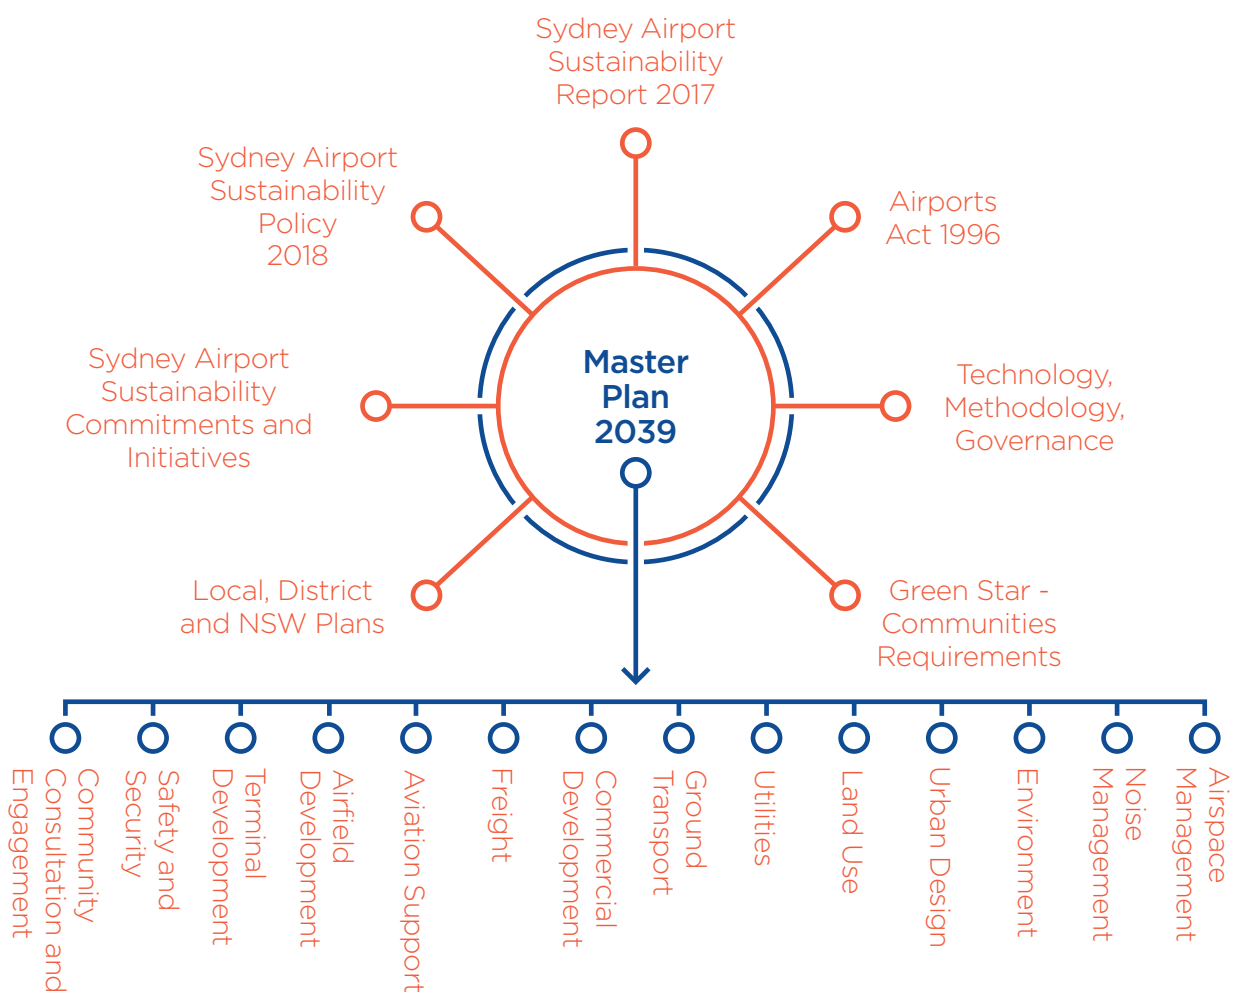 Sydney Airport
Sustainability
Report 2017
Sydney Airport
Sustainability
Policy
2018
Airports
Act 1996
Sydney Airport
Sustainability
Commitments and
Initiatives
Master
Plan
2039
Technology,
Methodology,
Governance
Local, District
and NSW Plans
Green Star -
Communities
Requirements
Community
Consultation and
Engagement
Safety and
Security
Terminal
Development
Airfield
Development
Aviation Support
Freight
Commercial
Development
Ground
Transport
Utilities
Land Use
Urban Design
Environment
Noise
Management
Airspace
Management